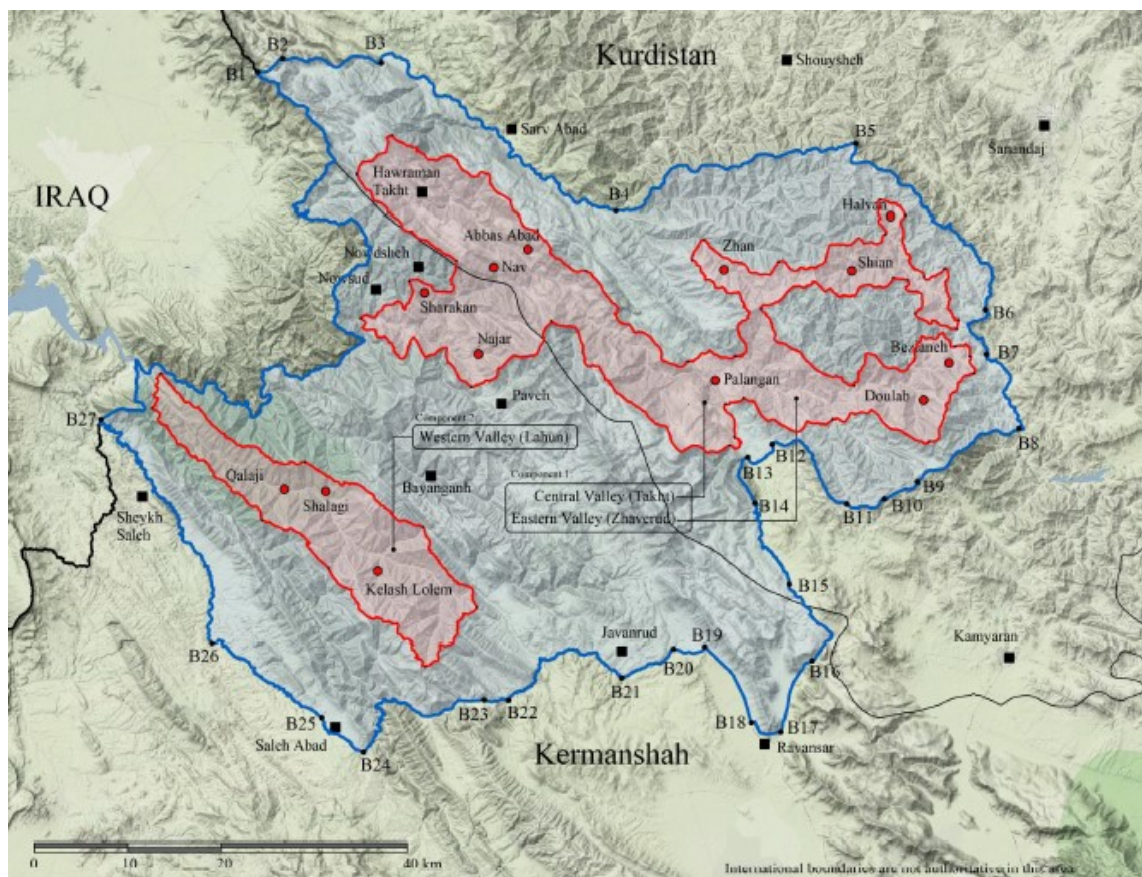 B2
B3
Kurdistan
Shouysheh
B1
Sarv Abad
B5
Sanandaj
IRAQ
Hawraman
Takht
B4
Halvan
Abbas Abad
Zhan
Nowdsheh
Nav
Shian
Nowsud
Sharakan
B6
Najar
Bezlaneh
B7
Palangan
Doulab
Paveh
B27
Component 2
Western Valley (Lahun)
B8
B12
B13
Qalaji
Bayanganh
Component 1
B9
Shalagi
Central Valley (Takht)
B14
B11
B10
Sheykh
Saleh
Eastern Valley (Zhaverud)
Kelash Lolem
B15
Javanrud
B19
Kamyaran
B26
B20
B16
B21
B23
B22
B25
B18
B17
Saleh Abad
Kermanshah
Ravansar
B24
0
20
40 km
International boundaries are not authoritative in this area